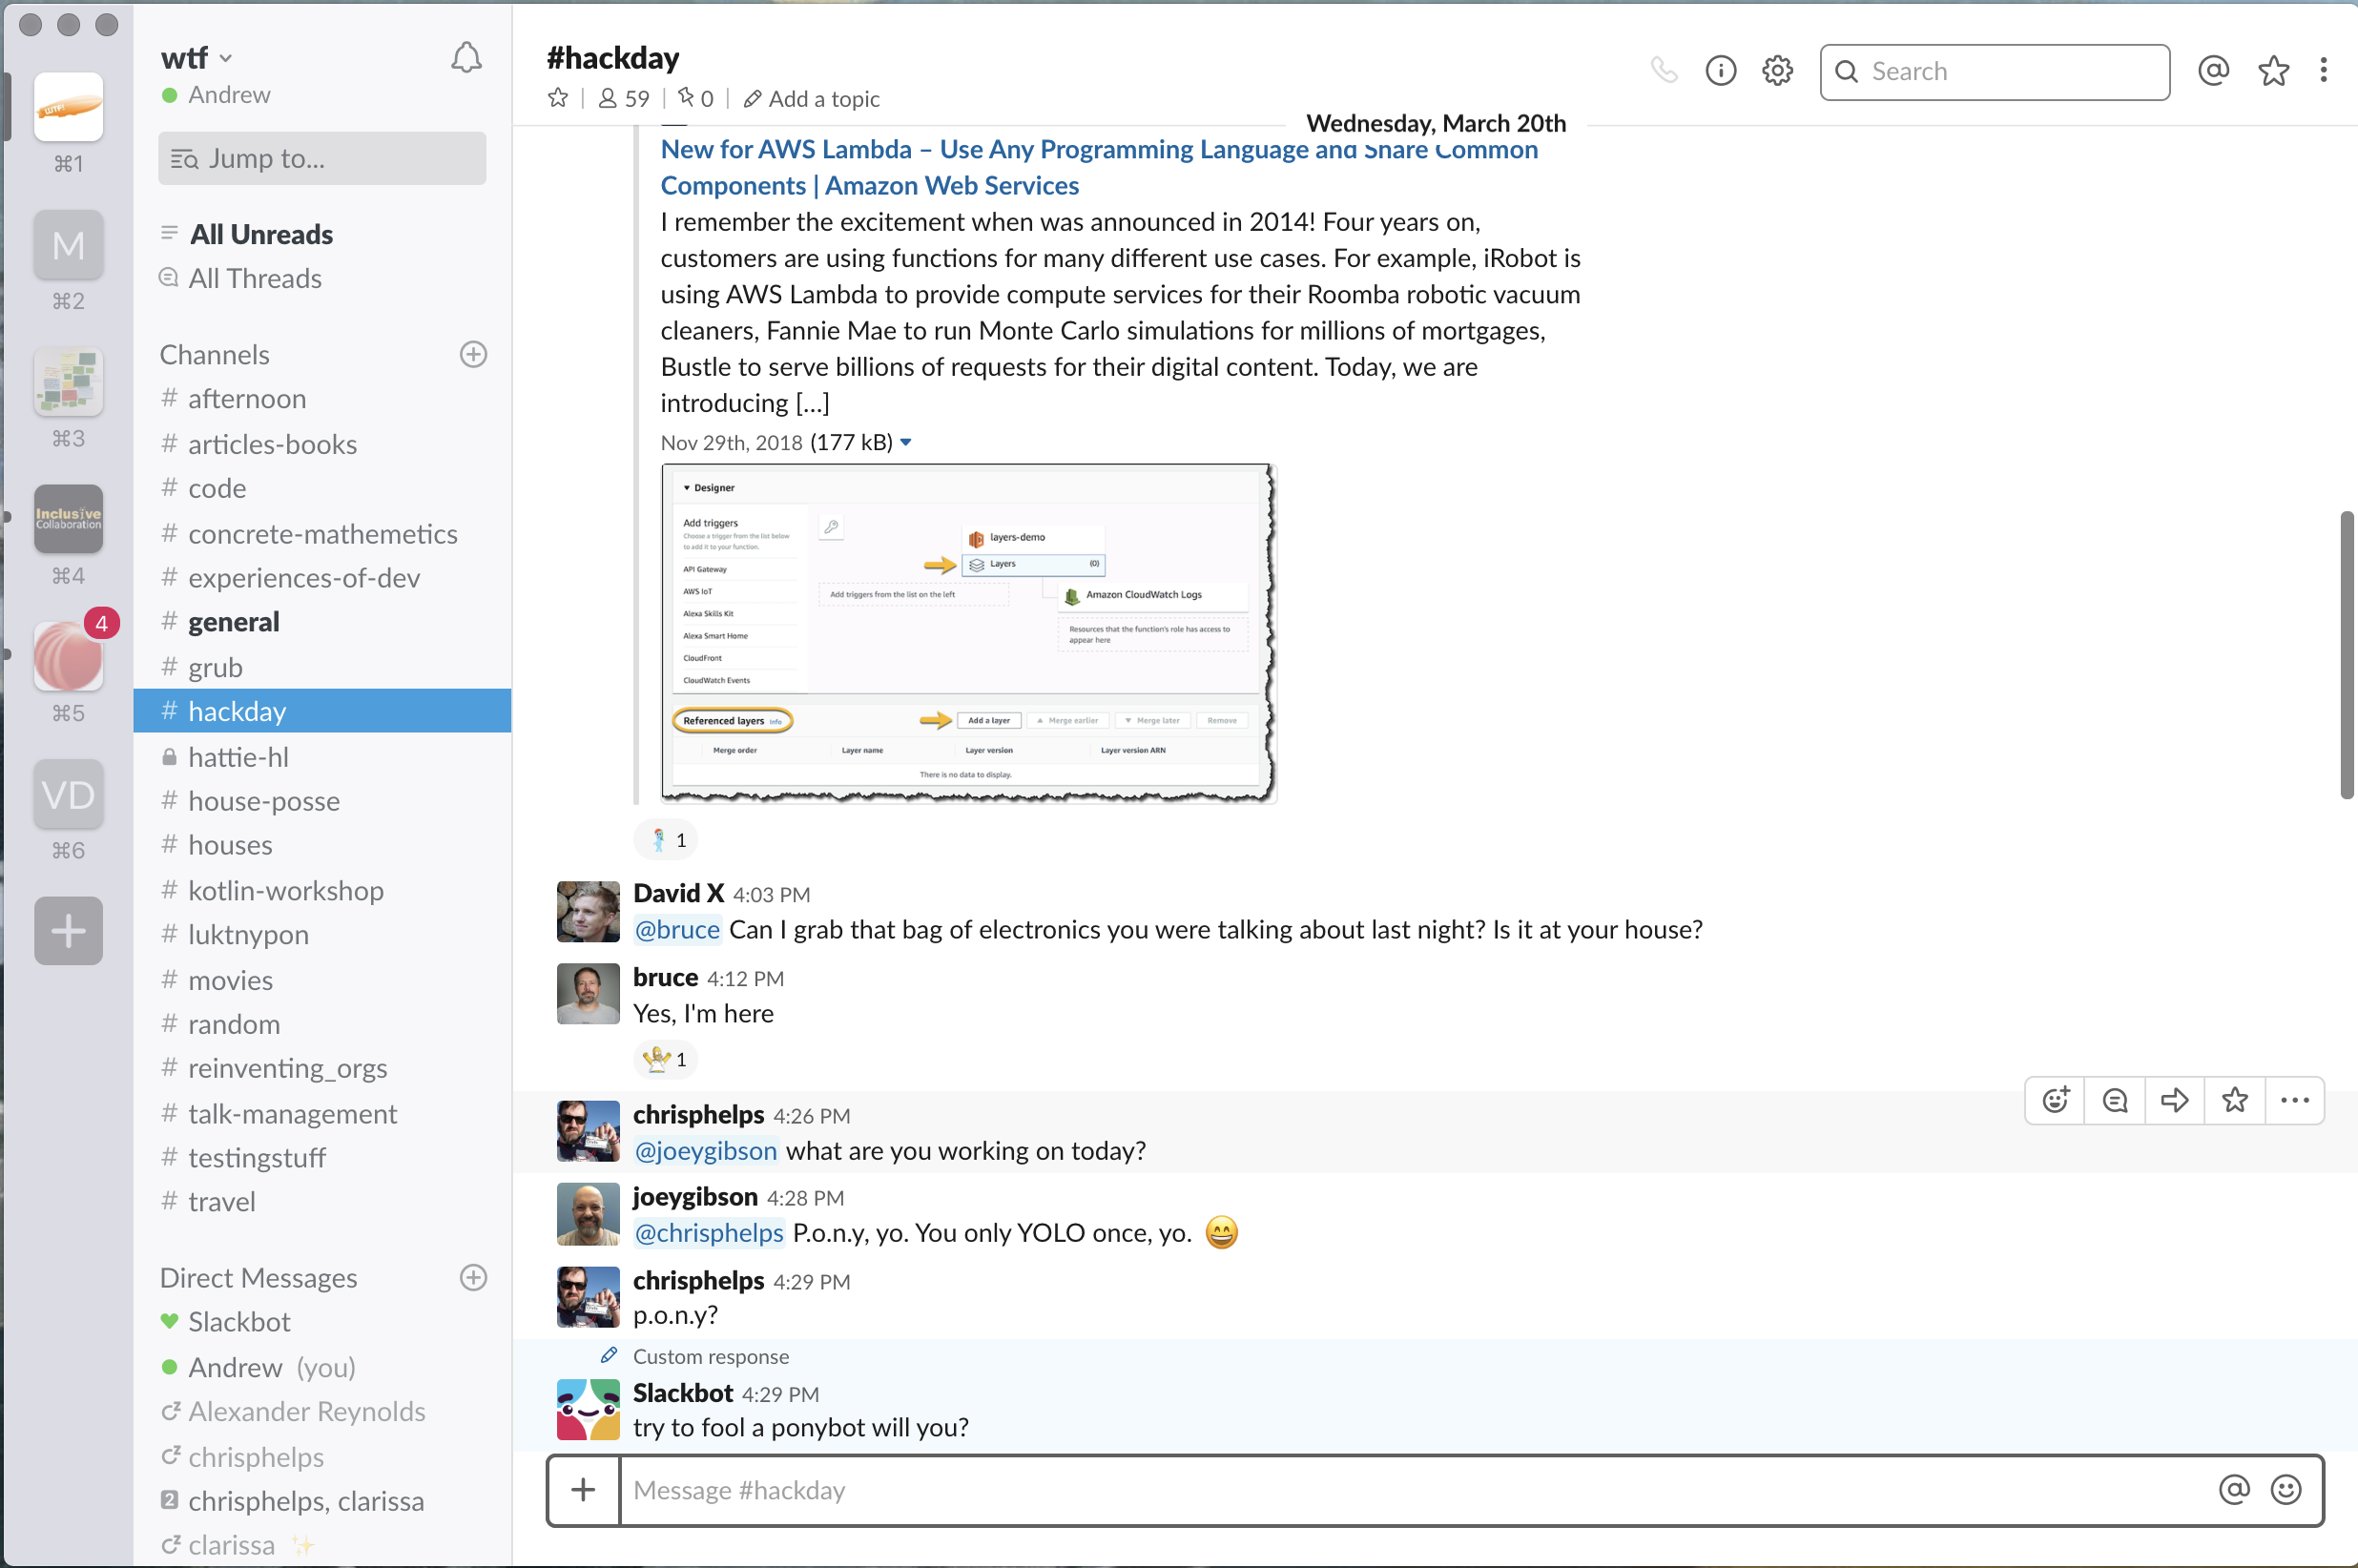 wtf
Andrew
Jump to...
All Unreads
All Threads
Channels
# afternoon
# articles-books
# code
# concrete-mathemetics
# experiences-of-dev
# general
# grub
# hackday
hattie-hl
# house-posse
# houses
# kotlin-workshop
# luktnypon
# movies
# random
# reinventing_orgs
# talk-management
# testingstuff
# travel
Direct Messages
Slackbot
Andrew (you)
Alexander Reynolds
chrisphelps
2 chrisphelps, clarissa
clarissa
WTF!
⌘1
M
⌘2
⌘3
Inclusive
Collaboration
⌘4
4
⌘5
VD
⌘6
#hackday
59 | 0 | Add a topic
Search
Wednesday, March 20th
New for AWS Lambda – Use Any Programming Language and Share Common
Components | Amazon Web Services
I remember the excitement when was announced in 2014! Four years on,
customers are using functions for many different use cases. For example, iRobot is
using AWS Lambda to provide compute services for their Roomba robotic vacuum
cleaners, Fannie Mae to run Monte Carlo simulations for millions of mortgages,
Bustle to serve billions of requests for their digital content. Today, we are
introducing [...]
Nov 29th, 2018 (177 kB)
Designer
Add triggers
Choose a trigger from the list below
to add it to your function.
API Gateway
AWS IoT
Alexa Skills Kit
Alexa Smart Home
CloudFront
CloudWatch Events
layers-demo
Layers (0)
Add triggers from the list on the left
Amazon CloudWatch Logs
Resources that the function's role has access to
appear here
Referenced layers Info
Add a layer
Merge earlier
Merge later
Remove
Merge order Layer name Layer version Layer version ARN
There is no data to display.
1
David X 4:03 PM
@bruce Can I grab that bag of electronics you were talking about last night? Is it at your house?
bruce 4:12 PM
Yes, I'm here
1
chrisphelps 4:26 PM
@joeygibson what are you working on today?
joeygibson 4:28 PM
@chrisphelps P.o.n.y, yo. You only YOLO once, yo. 😄
chrisphelps 4:29 PM
p.o.n.y?
Custom response
Slackbot 4:29 PM
try to fool a ponybot will you?
Message #hackday